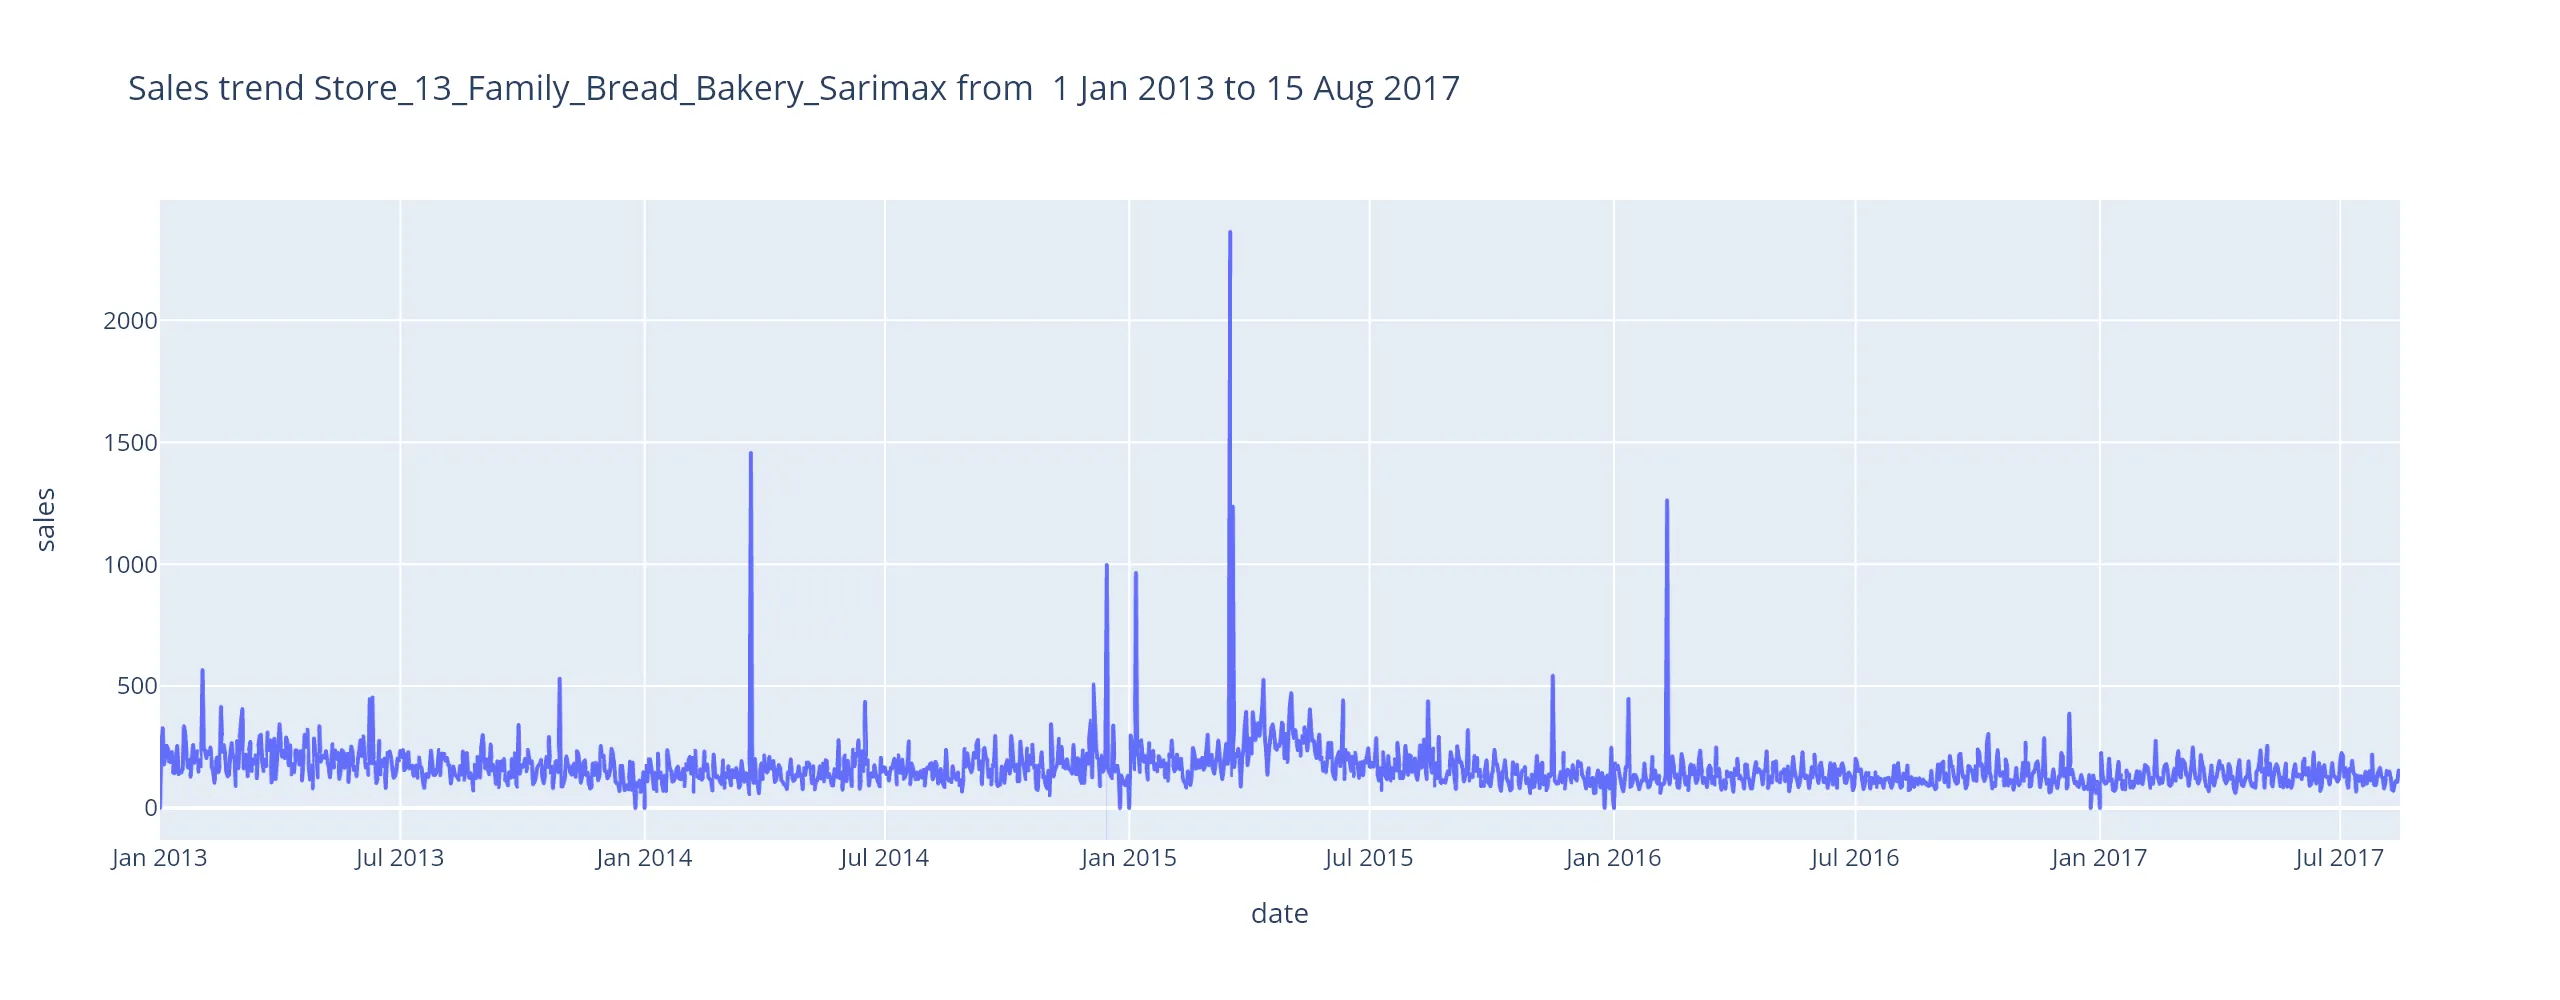 Sales trend Store_13_Family_Bread_Bakery_Sarimax from  1 Jan 2013 to 15 Aug 2017
2000
1500
1000
500
0
sales
Jan 2013 Jul 2013 Jan 2014 Jul 2014 Jan 2015 Jul 2015 Jan 2016 Jul 2016 Jan 2017 Jul 2017
date